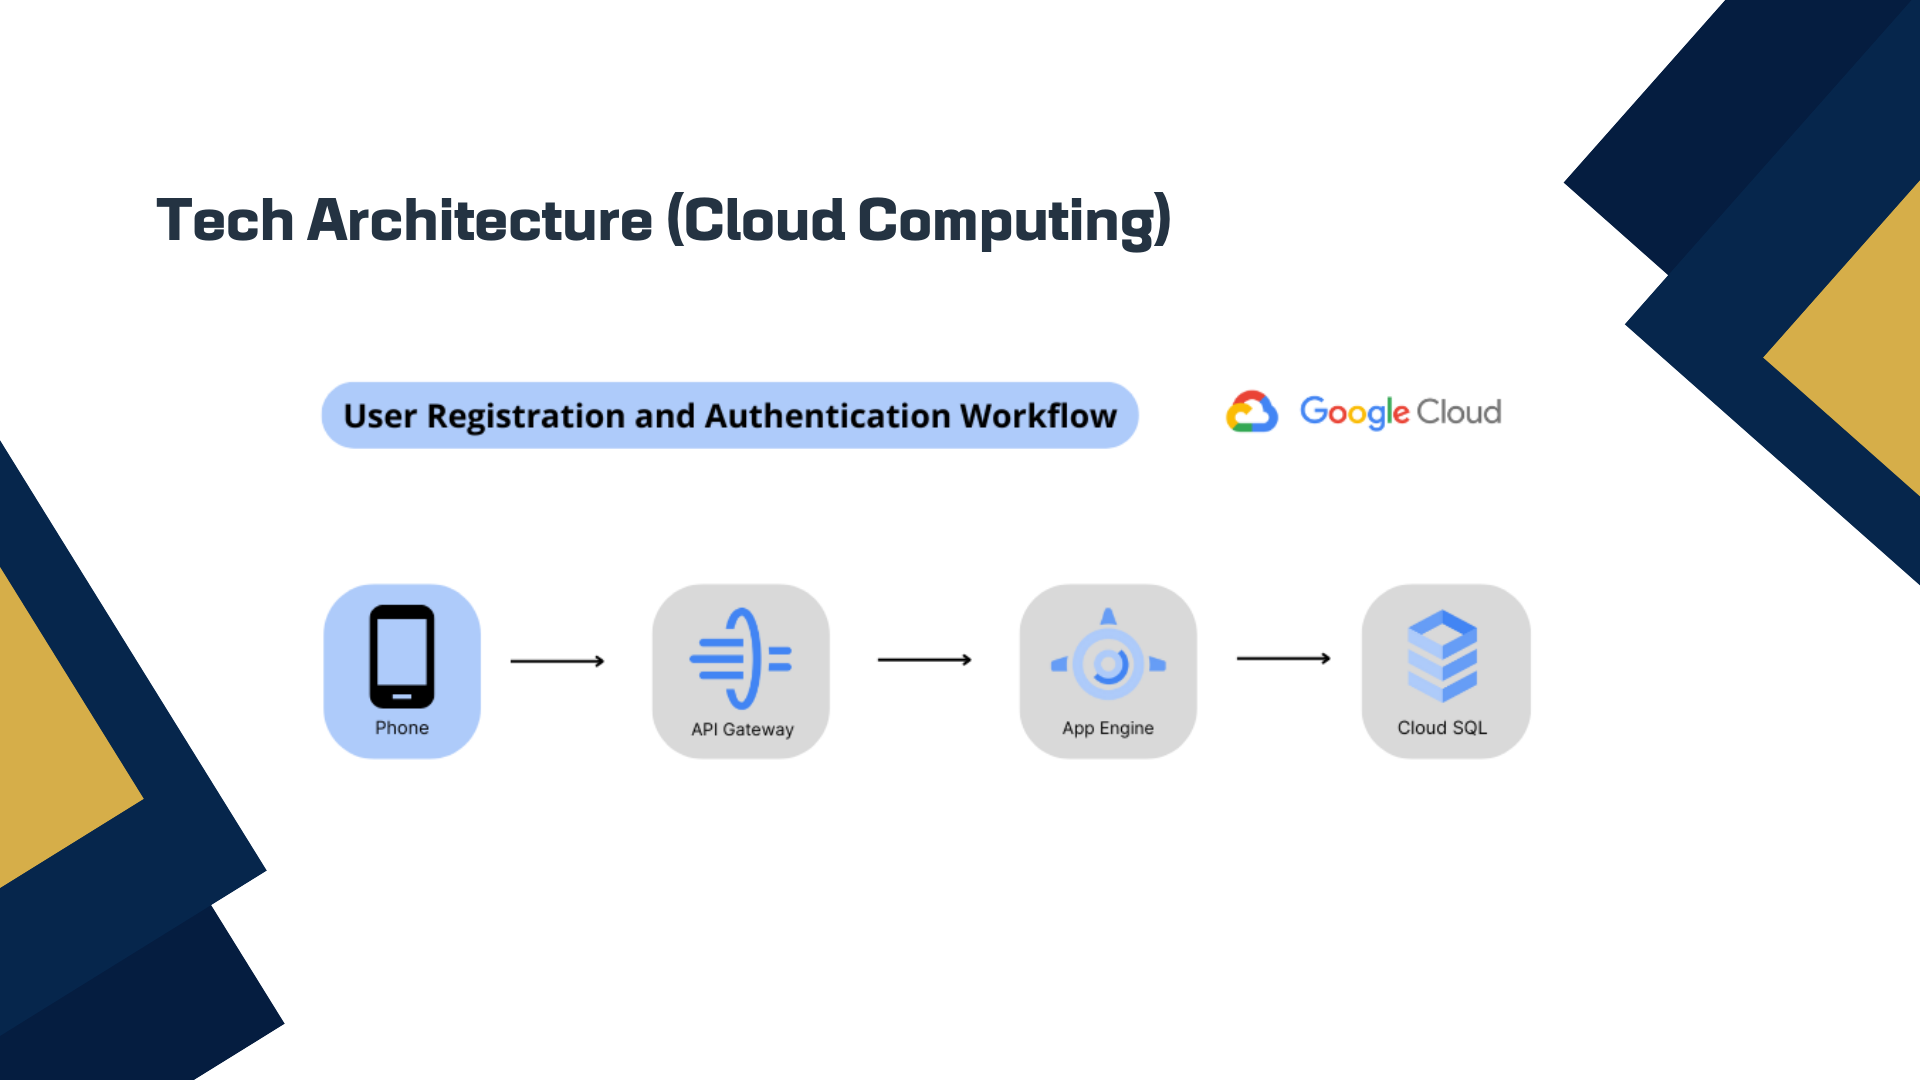 Tech Architecture (Cloud Computing)
User Registration and Authentication Workflow
Google Cloud
Phone
API Gateway
App Engine
Cloud SQL